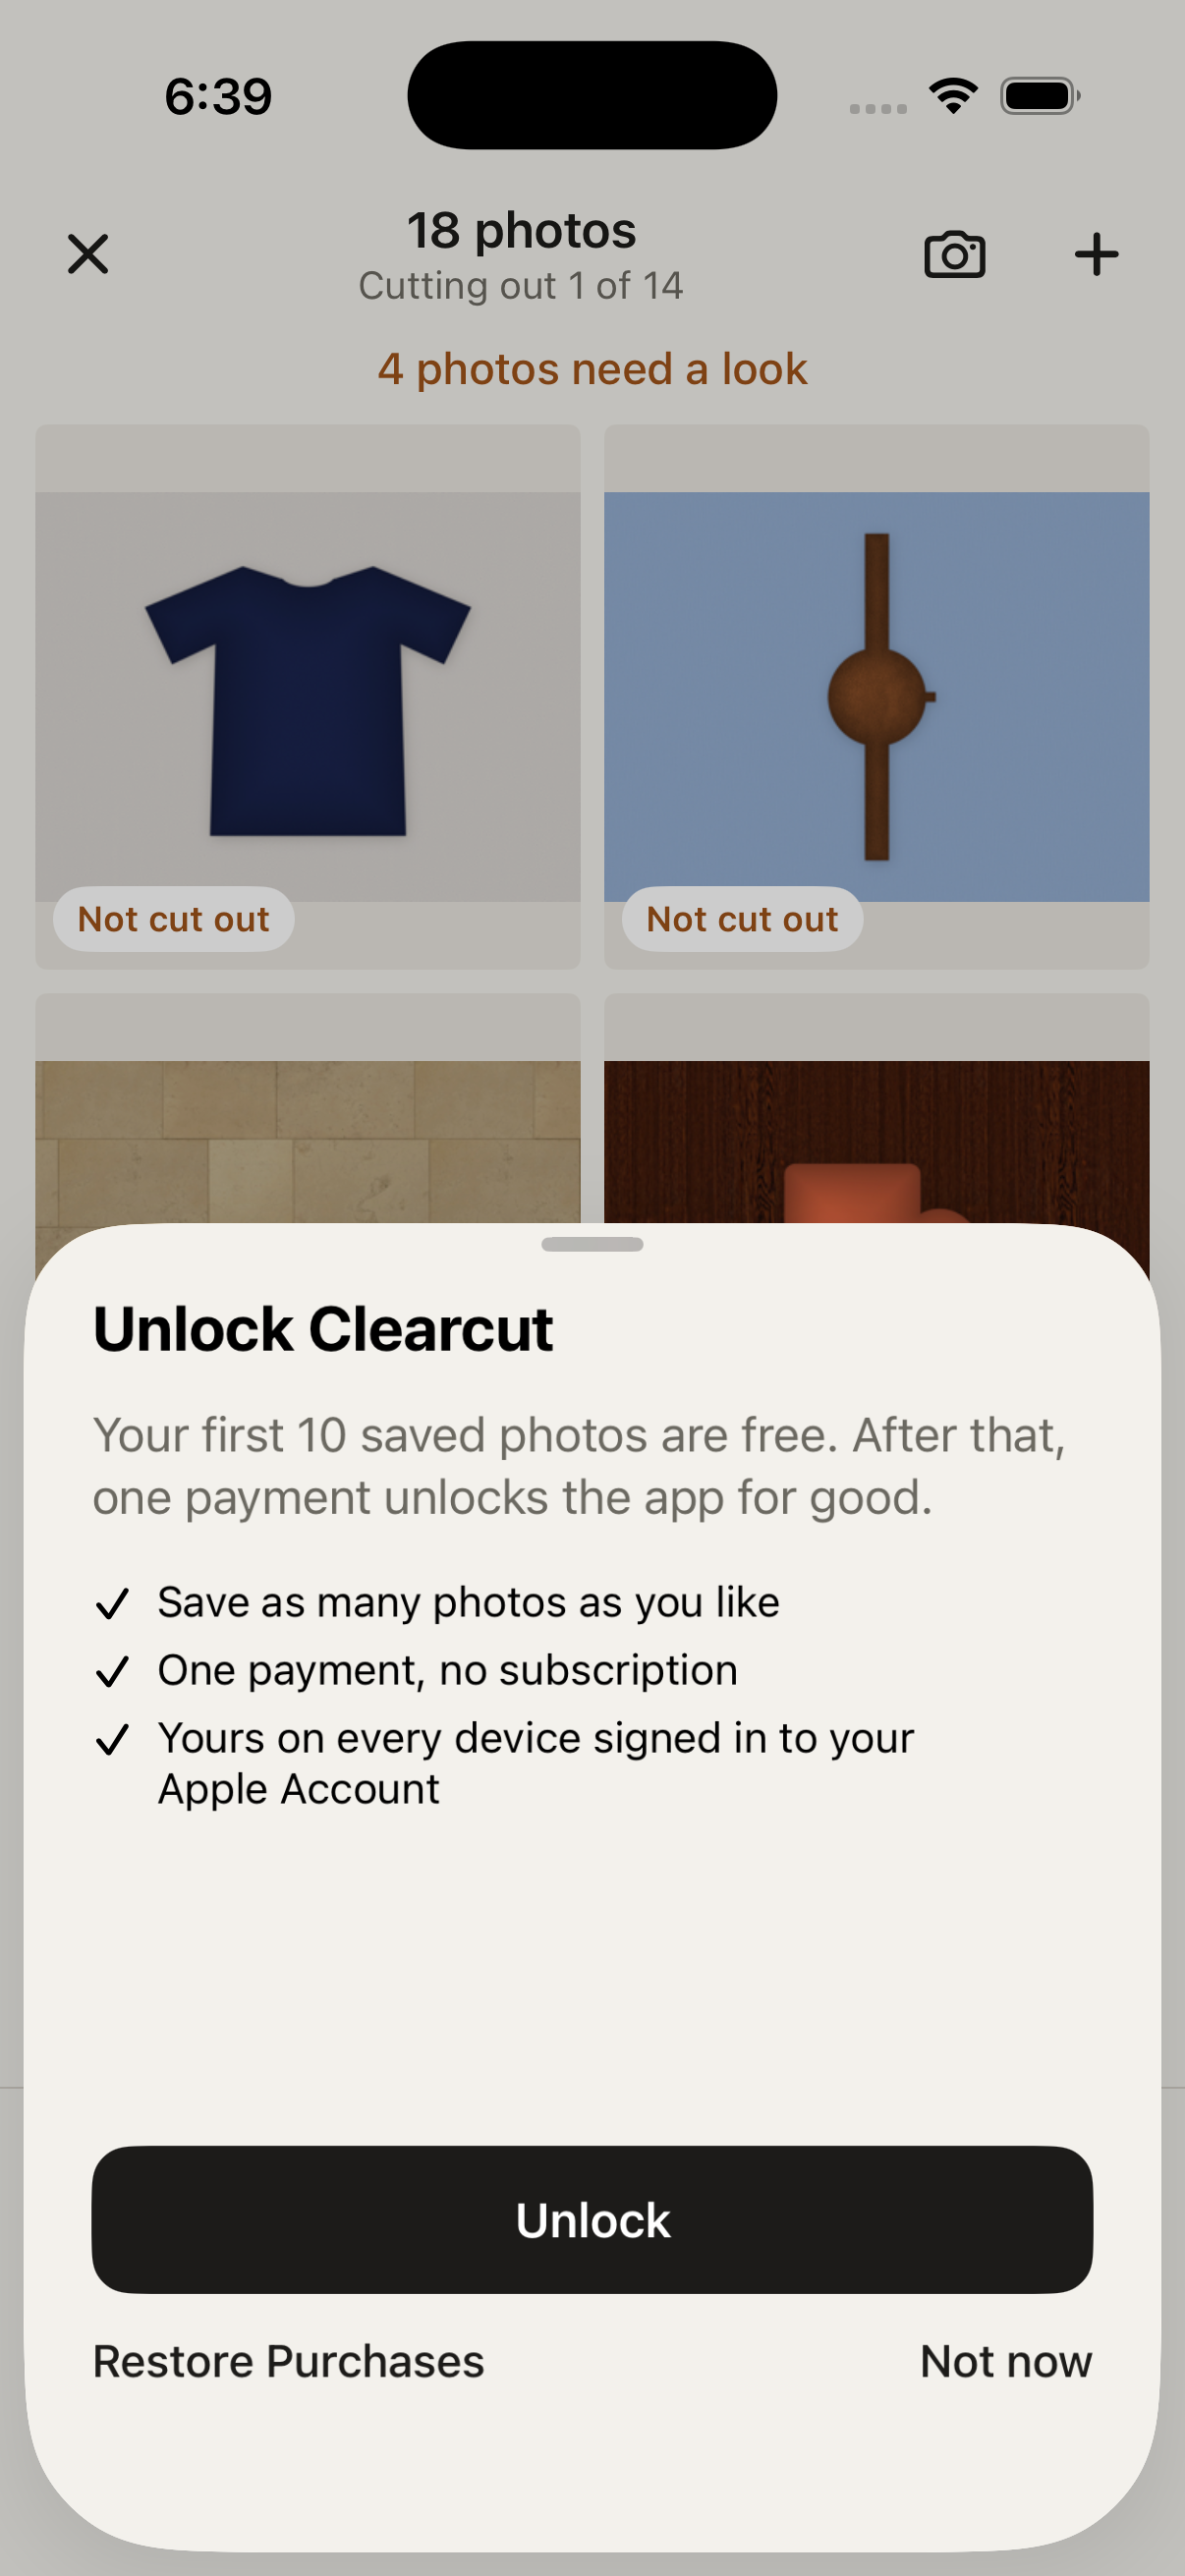 6:39
18 photos
Cutting out 1 of 14
4 photos need a look
Not cut out
Not cut out
Unlock Clearcut
Your first 10 saved photos are free. After that,
one payment unlocks the app for good.
Save as many photos as you like
One payment, no subscription
Yours on every device signed in to your
Apple Account
Unlock
Restore Purchases
Not now